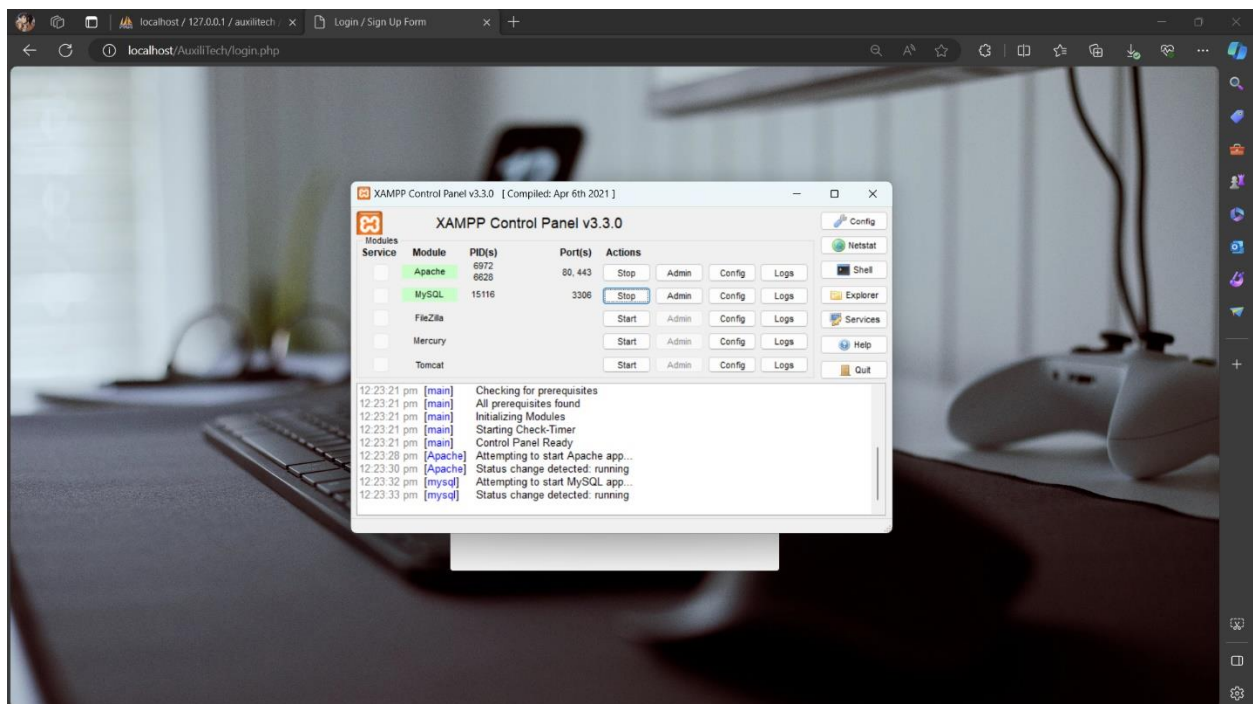 localhost / 127.0.0.1 / auxilitech /
Login / Sign Up Form
localhost/AuxiliTech/login.php
XAMPP Control Panel v3.3.0 [ Compiled: Apr 6th 2021 ]
XAMPP Control Panel v3.3.0
Config
Modules
Service Module PID(s) Port(s) Actions
Netstat
Apache 6972 6628 80, 443 Stop Admin Config Logs
Shell
MySQL 15116 3306 Stop Admin Config Logs
Explorer
FileZilla Start Admin Config Logs
Services
Mercury Start Admin Config Logs
Help
Tomcat Start Admin Config Logs
Quit
12:23:21 pm [main] Checking for prerequisites
12:23:21 pm [main] All prerequisites found
12:23:21 pm [main] Initializing Modules
12:23:21 pm [main] Starting Check-Timer
12:23:21 pm [main] Control Panel Ready
12:23:28 pm [Apache] Attempting to start Apache app...
12:23:30 pm [Apache] Status change detected: running
12:23:32 pm [mysql] Attempting to start MySQL app...
12:23:33 pm [mysql] Status change detected: running